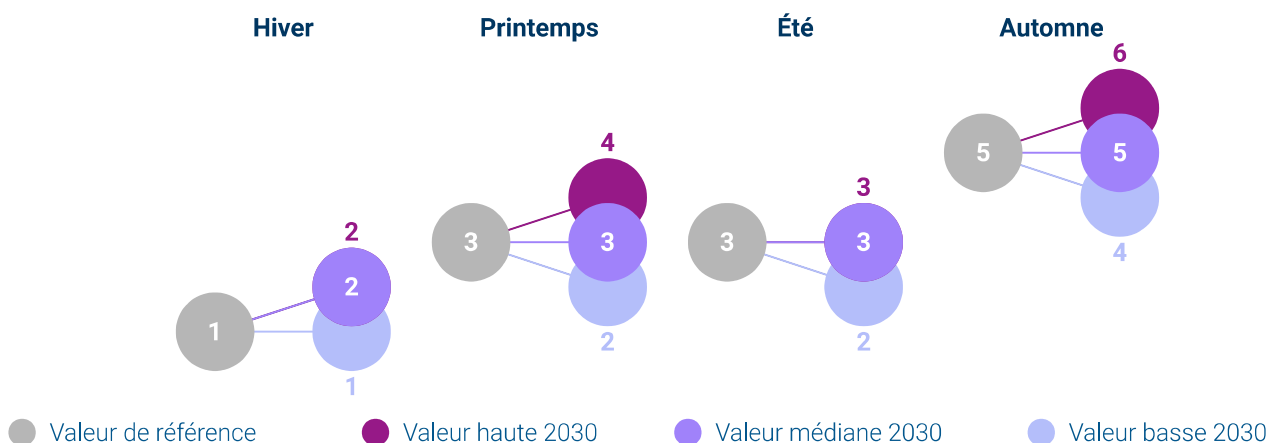 Hiver Printemps Été Automne
6
5 5
4
4
3 3 3 3 3
2
2
1 2 2
1
Valeur de référence Valeur haute 2030 Valeur médiane 2030 Valeur basse 2030